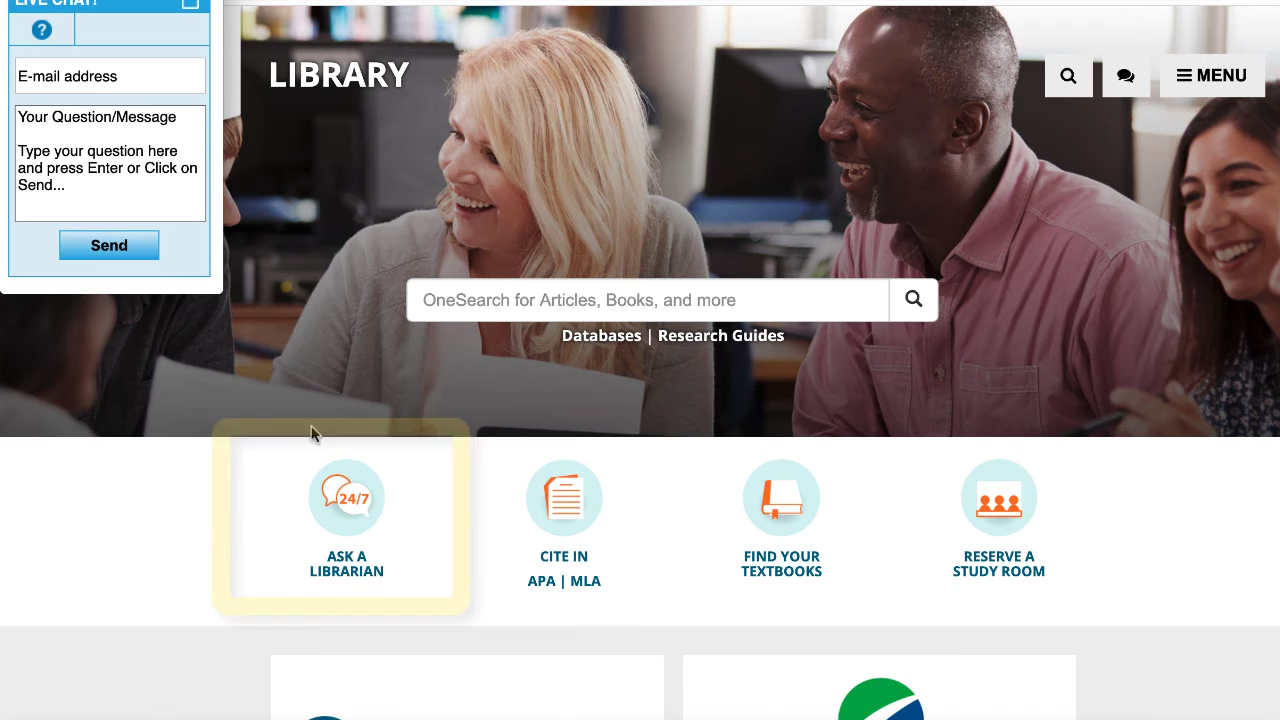 LIVE CHAT!
?
E-mail address
Your Question/Message
Type your question here
and press Enter or Click on
Send...
Send
LIBRARY
MENU
OneSearch for Articles, Books, and more
Databases | Research Guides
24/7
ASK A
LIBRARIAN
CITE IN
APA | MLA
FIND YOUR
TEXTBOOKS
RESERVE A
STUDY ROOM